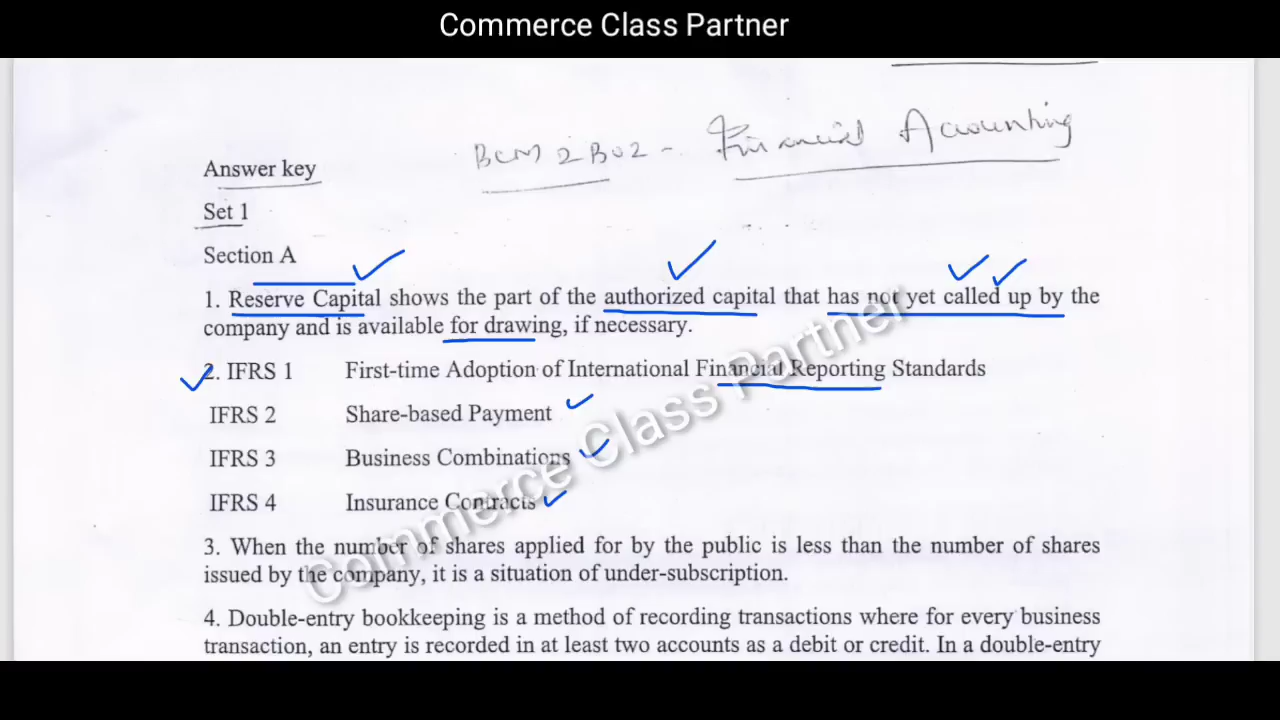 Commerce Class Partner
BCM 2 B02 - Financial Accounting
Answer key
Set 1
Section A
1. Reserve Capital shows the part of the authorized capital that has not yet called up by the
company and is available for drawing, if necessary.
2. IFRS 1 First-time Adoption of International Financial Reporting Standards
IFRS 2 Share-based Payment
IFRS 3 Business Combinations
IFRS 4 Insurance Contracts
Commerce Class Partner
3. When the number of shares applied for by the public is less than the number of shares
issued by the company, it is a situation of under-subscription.
4. Double-entry bookkeeping is a method of recording transactions where for every business
transaction, an entry is recorded in at least two accounts as a debit or credit. In a double-entry